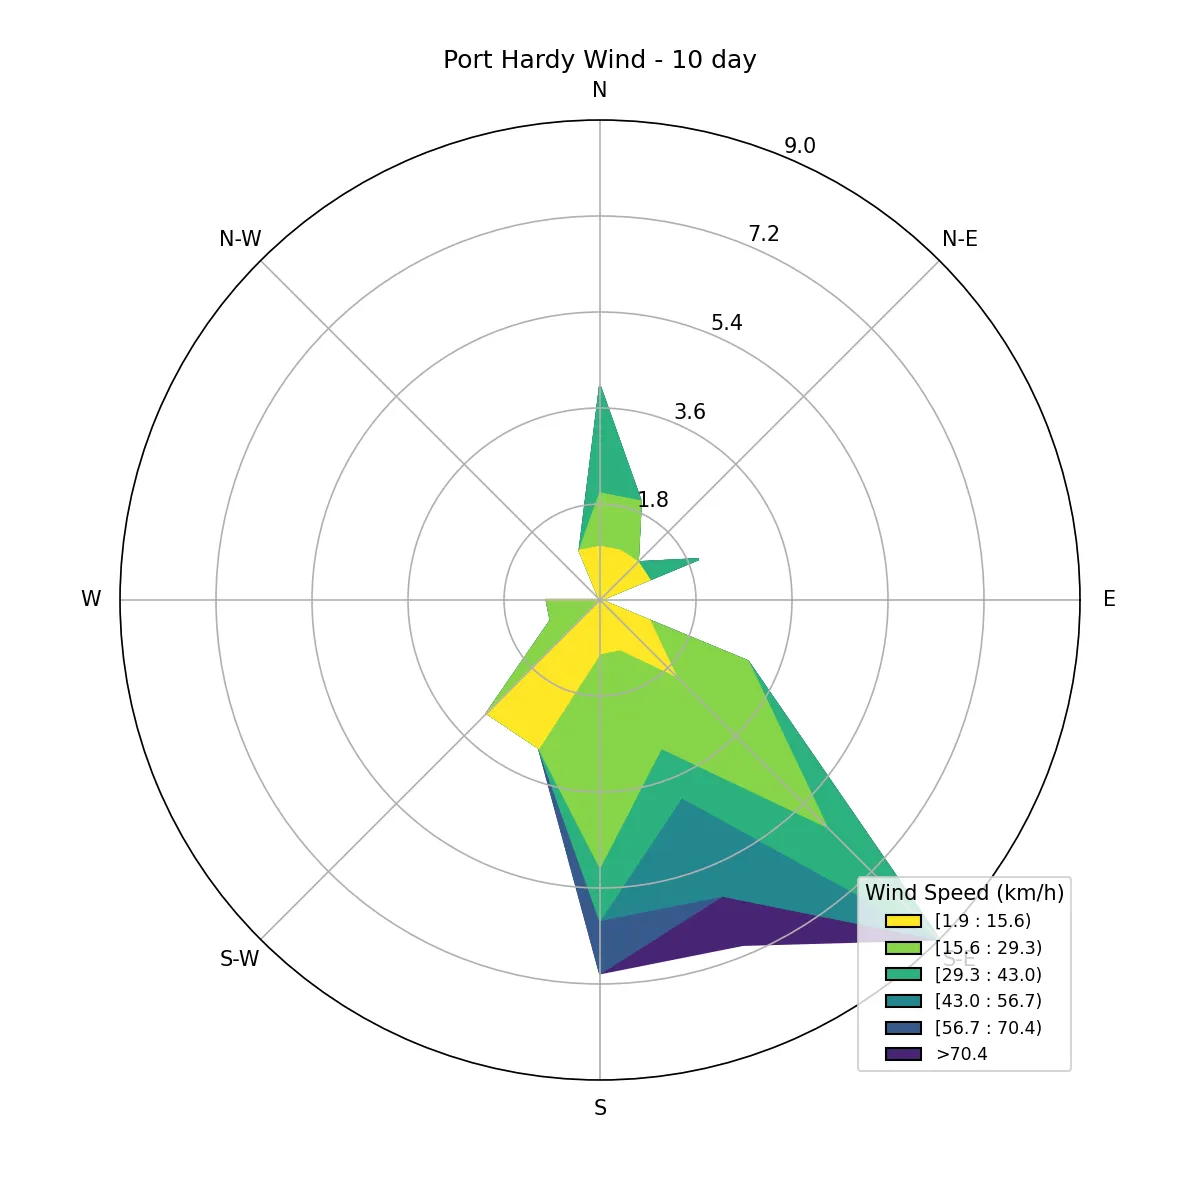 Port Hardy Wind - 10 day
N
9.0
7.2
N-W
N-E
5.4
3.6
1.8
W
E
Wind Speed (km/h)
[1.9 : 15.6)
[15.6 : 29.3)
S-W
S-E
[29.3 : 43.0)
[43.0 : 56.7)
[56.7 : 70.4)
>70.4
S